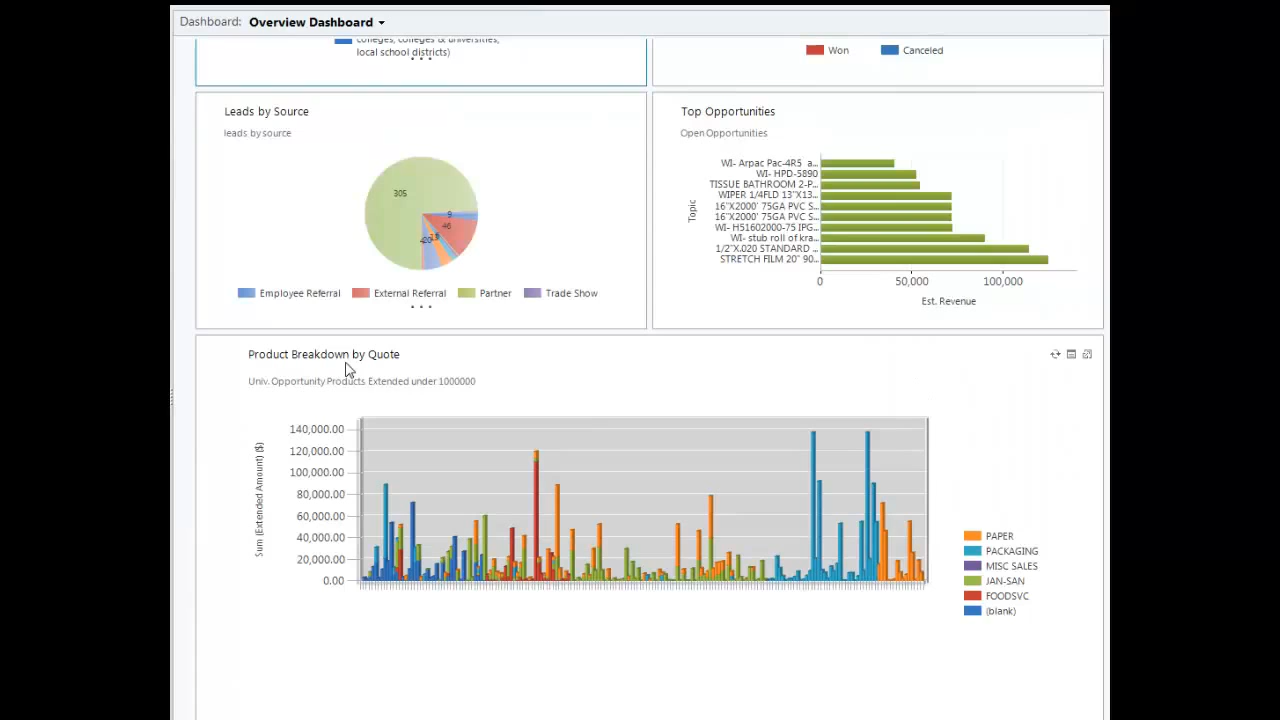 Dashboard: Overview Dashboard
colleges, colleges & universities,
local school districts)
Won Canceled
Leads by Source
leads by source
305
9
46
Employee Referral External Referral Partner Trade Show
Top Opportunities
Open Opportunities
Topic
WI- Arpac Pac-4R5 a...
WI- HPD-5890
TISSUE BATHROOM 2-P...
WIPER 1/4FLD 13"X13...
16"X2000' 75GA PVC S...
16"X2000' 75GA PVC S...
WI- H51602000-75 IPG...
WI- stub roll of kra...
1/2"X.020 STANDARD ...
STRETCH FILM 20" 90...
0 50,000 100,000
Est. Revenue
Product Breakdown by Quote
Univ. Opportunity Products Extended under 1000000
Sum (Extended Amount) ($)
140,000.00
120,000.00
100,000.00
80,000.00
60,000.00
40,000.00
20,000.00
0.00
PAPER
PACKAGING
MISC SALES
JAN-SAN
FOODSVC
(blank)